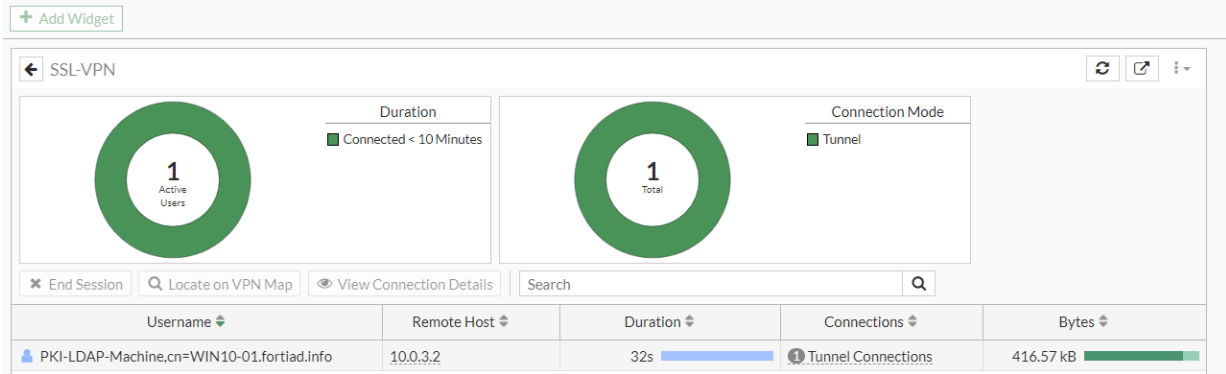 + Add Widget
SSL-VPN
Duration
Connected < 10 Minutes
1
Active
Users
Connection Mode
Tunnel
1
Total
End Session
Locate on VPN Map
View Connection Details
Search
Username Remote Host Duration Connections Bytes
PKI-LDAP-Machine,cn=WIN10-01.fortiad.info 10.0.3.2 32s 1 Tunnel Connections 416.57 kB